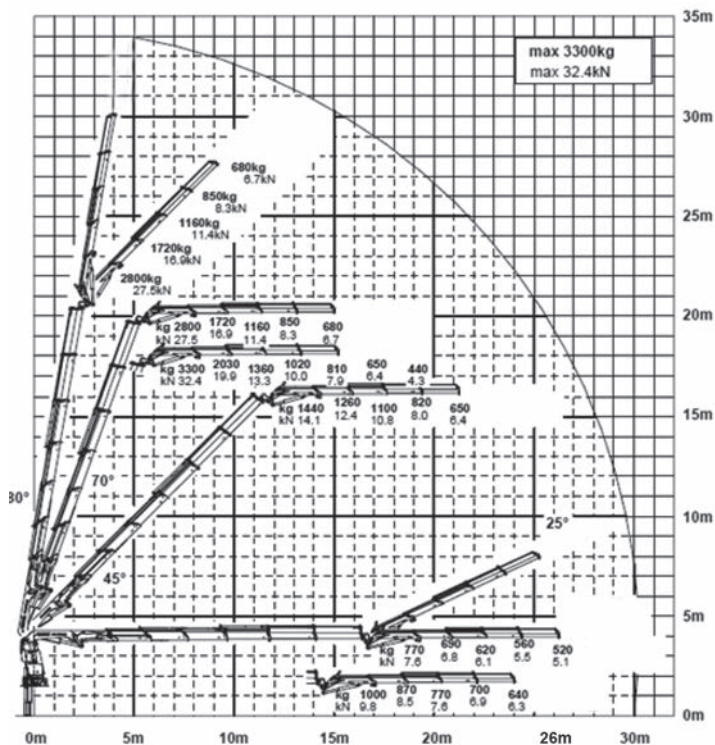 35m
max 3300kg
max 32.4kN
30m
680kg
6.7kN
850kg
8.3kN
1160kg
11.4kN
25m
1720kg
16.9kN
2800kg
27.5kN
20m
kg 2800 1720 1160 850 680
kN 27.5 16.9 11.4 8.3 6.7
kg 3300 2030 1360 1020 810 650 440
kN 32.4 19.9 13.3 10.0 7.9 6.4 4.3
15m
kg 1440 1260 1100 820 650
kN 14.1 12.4 10.8 8.0 6.4
70°
80°
10m
25°
45°
5m
kg 770 690 620 560 520
kN 7.6 6.8 6.1 5.5 5.1
kg 1000 870 770 700 640
kN 9.8 8.5 7.6 6.9 6.3
0m
0m 5m 10m 15m 20m 26m 30m